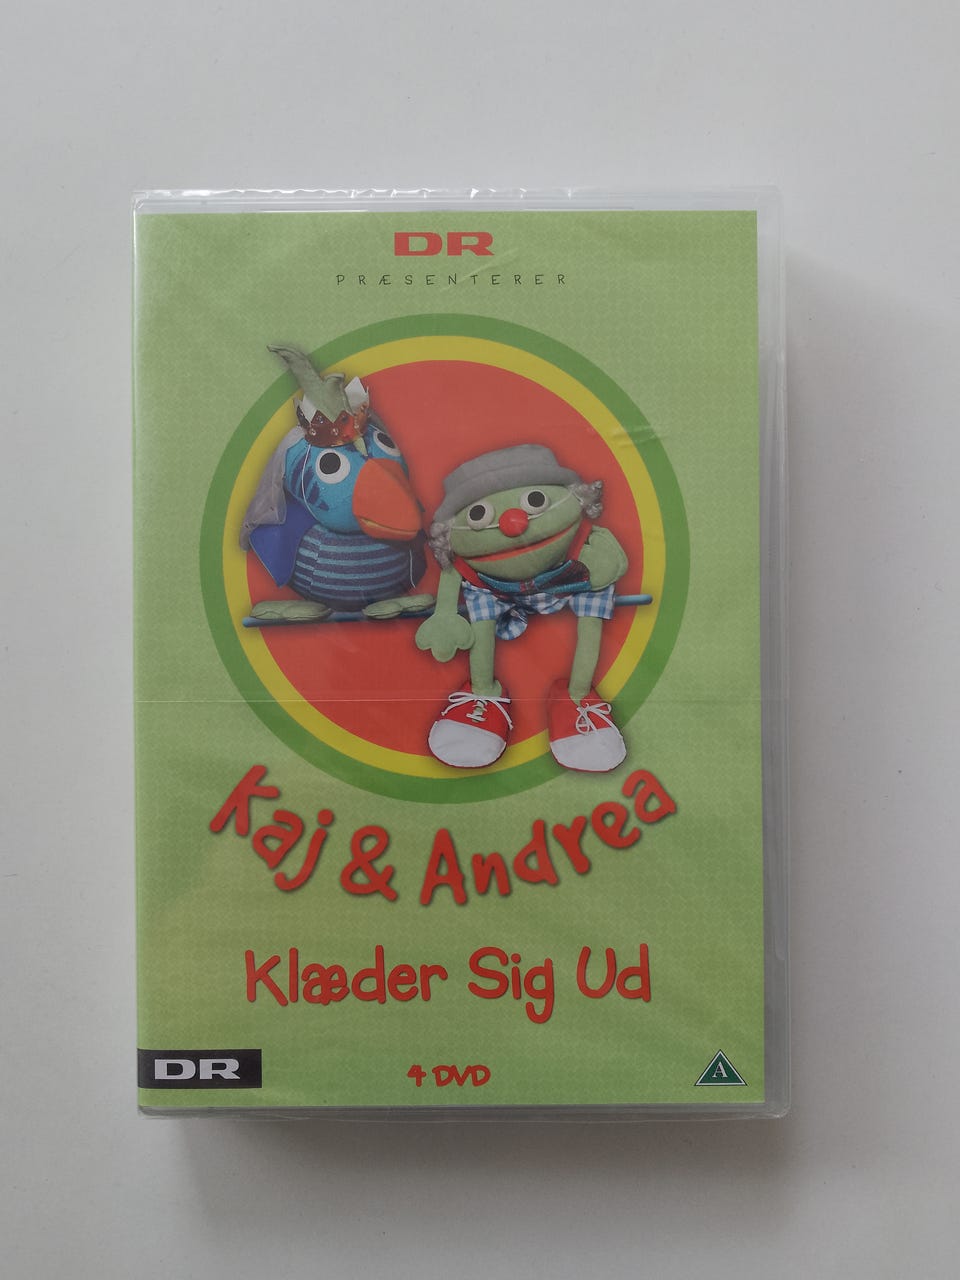 DR
PRÆSENTERER
Kaj & Andrea
Klæder Sig Ud
4 DVD
DR
A